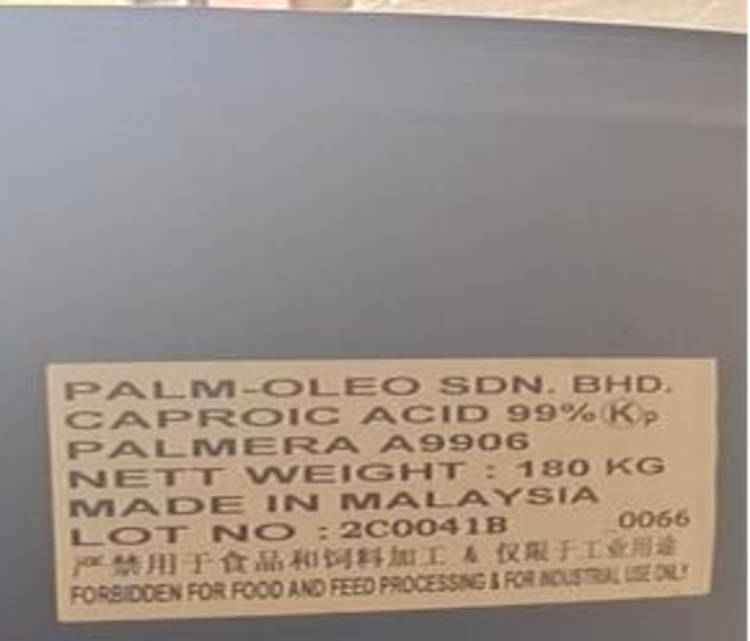 PALM-OLEO SDN. BHD.
CAPROIC ACID 99% Ⓚp
PALMERA A9906
NETT WEIGHT : 180 KG
MADE IN MALAYSIA
LOT NO : 2C0041B 0066
严禁用于食品和饲料加工 & 仅限于工业用途
FORBIDDEN FOR FOOD AND FEED PROCESSING & FOR INDUSTRIAL USE ONLY